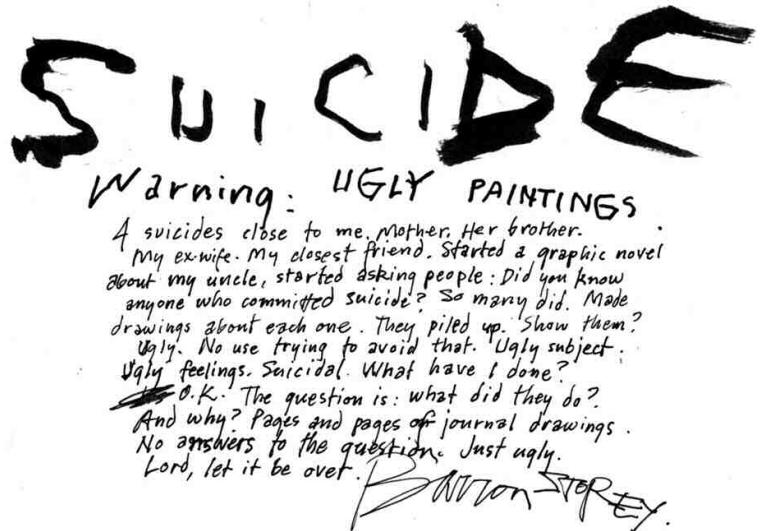 SUICIDE
Warning: UGLY PAINTINGS
4 suicides close to me. Mother. Her brother.
My ex-wife. My closest friend. Started a graphic novel
about my uncle, started asking people: Did you know
anyone who committed suicide? So many did. Made
drawings about each one. They piled up. Show them?
Ugly. No use trying to avoid that. Ugly subject.
Ugly feelings. Suicidal. What have I done?
O.K. The question is: what did they do?
And why? Pages and pages of journal drawings.
No answers to the question. Just ugly.
Lord, let it be over.
Barron STOREY.